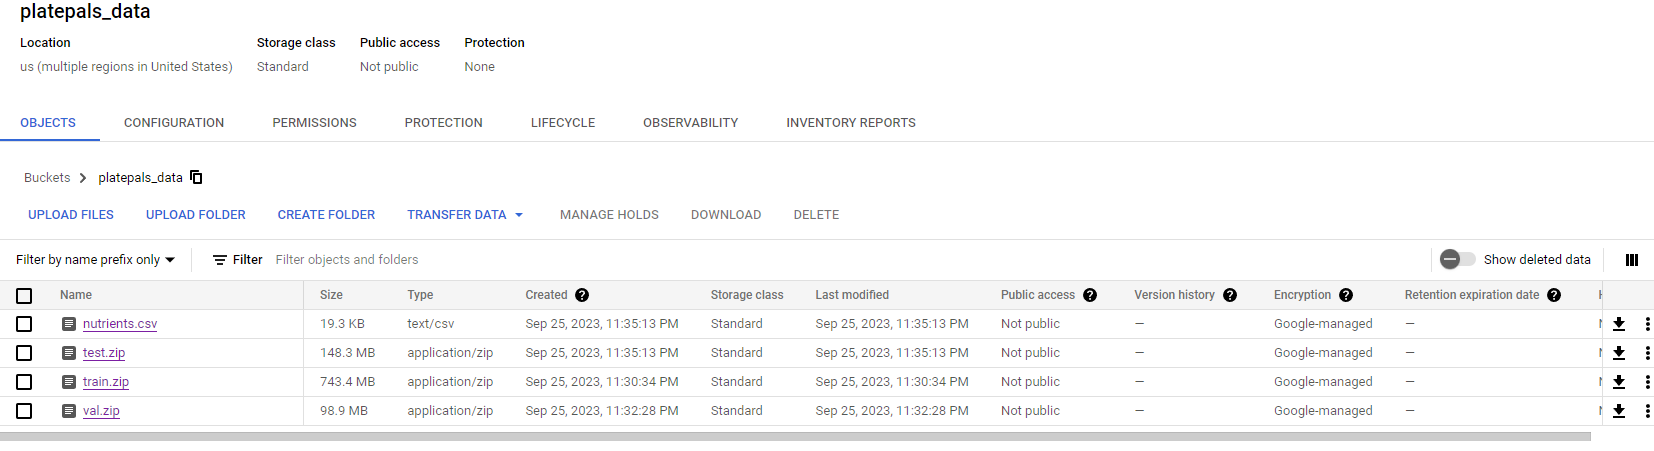 platepals_data
Location Storage class Public access Protection
us (multiple regions in United States) Standard Not public None
OBJECTS CONFIGURATION PERMISSIONS PROTECTION LIFECYCLE OBSERVABILITY INVENTORY REPORTS
Buckets platepals_data
UPLOAD FILES UPLOAD FOLDER CREATE FOLDER TRANSFER DATA MANAGE HOLDS DOWNLOAD DELETE
Filter by name prefix only Filter Filter objects and folders Show deleted data
Name Size Type Created Storage class Last modified Public access Version history Encryption Retention expiration date
nutrients.csv 19.3 KB text/csv Sep 25, 2023, 11:35:13 PM Standard Sep 25, 2023, 11:35:13 PM Not public — Google-managed —
test.zip 148.3 MB application/zip Sep 25, 2023, 11:35:13 PM Standard Sep 25, 2023, 11:35:13 PM Not public — Google-managed —
train.zip 743.4 MB application/zip Sep 25, 2023, 11:30:34 PM Standard Sep 25, 2023, 11:30:34 PM Not public — Google-managed —
val.zip 98.9 MB application/zip Sep 25, 2023, 11:32:28 PM Standard Sep 25, 2023, 11:32:28 PM Not public — Google-managed —